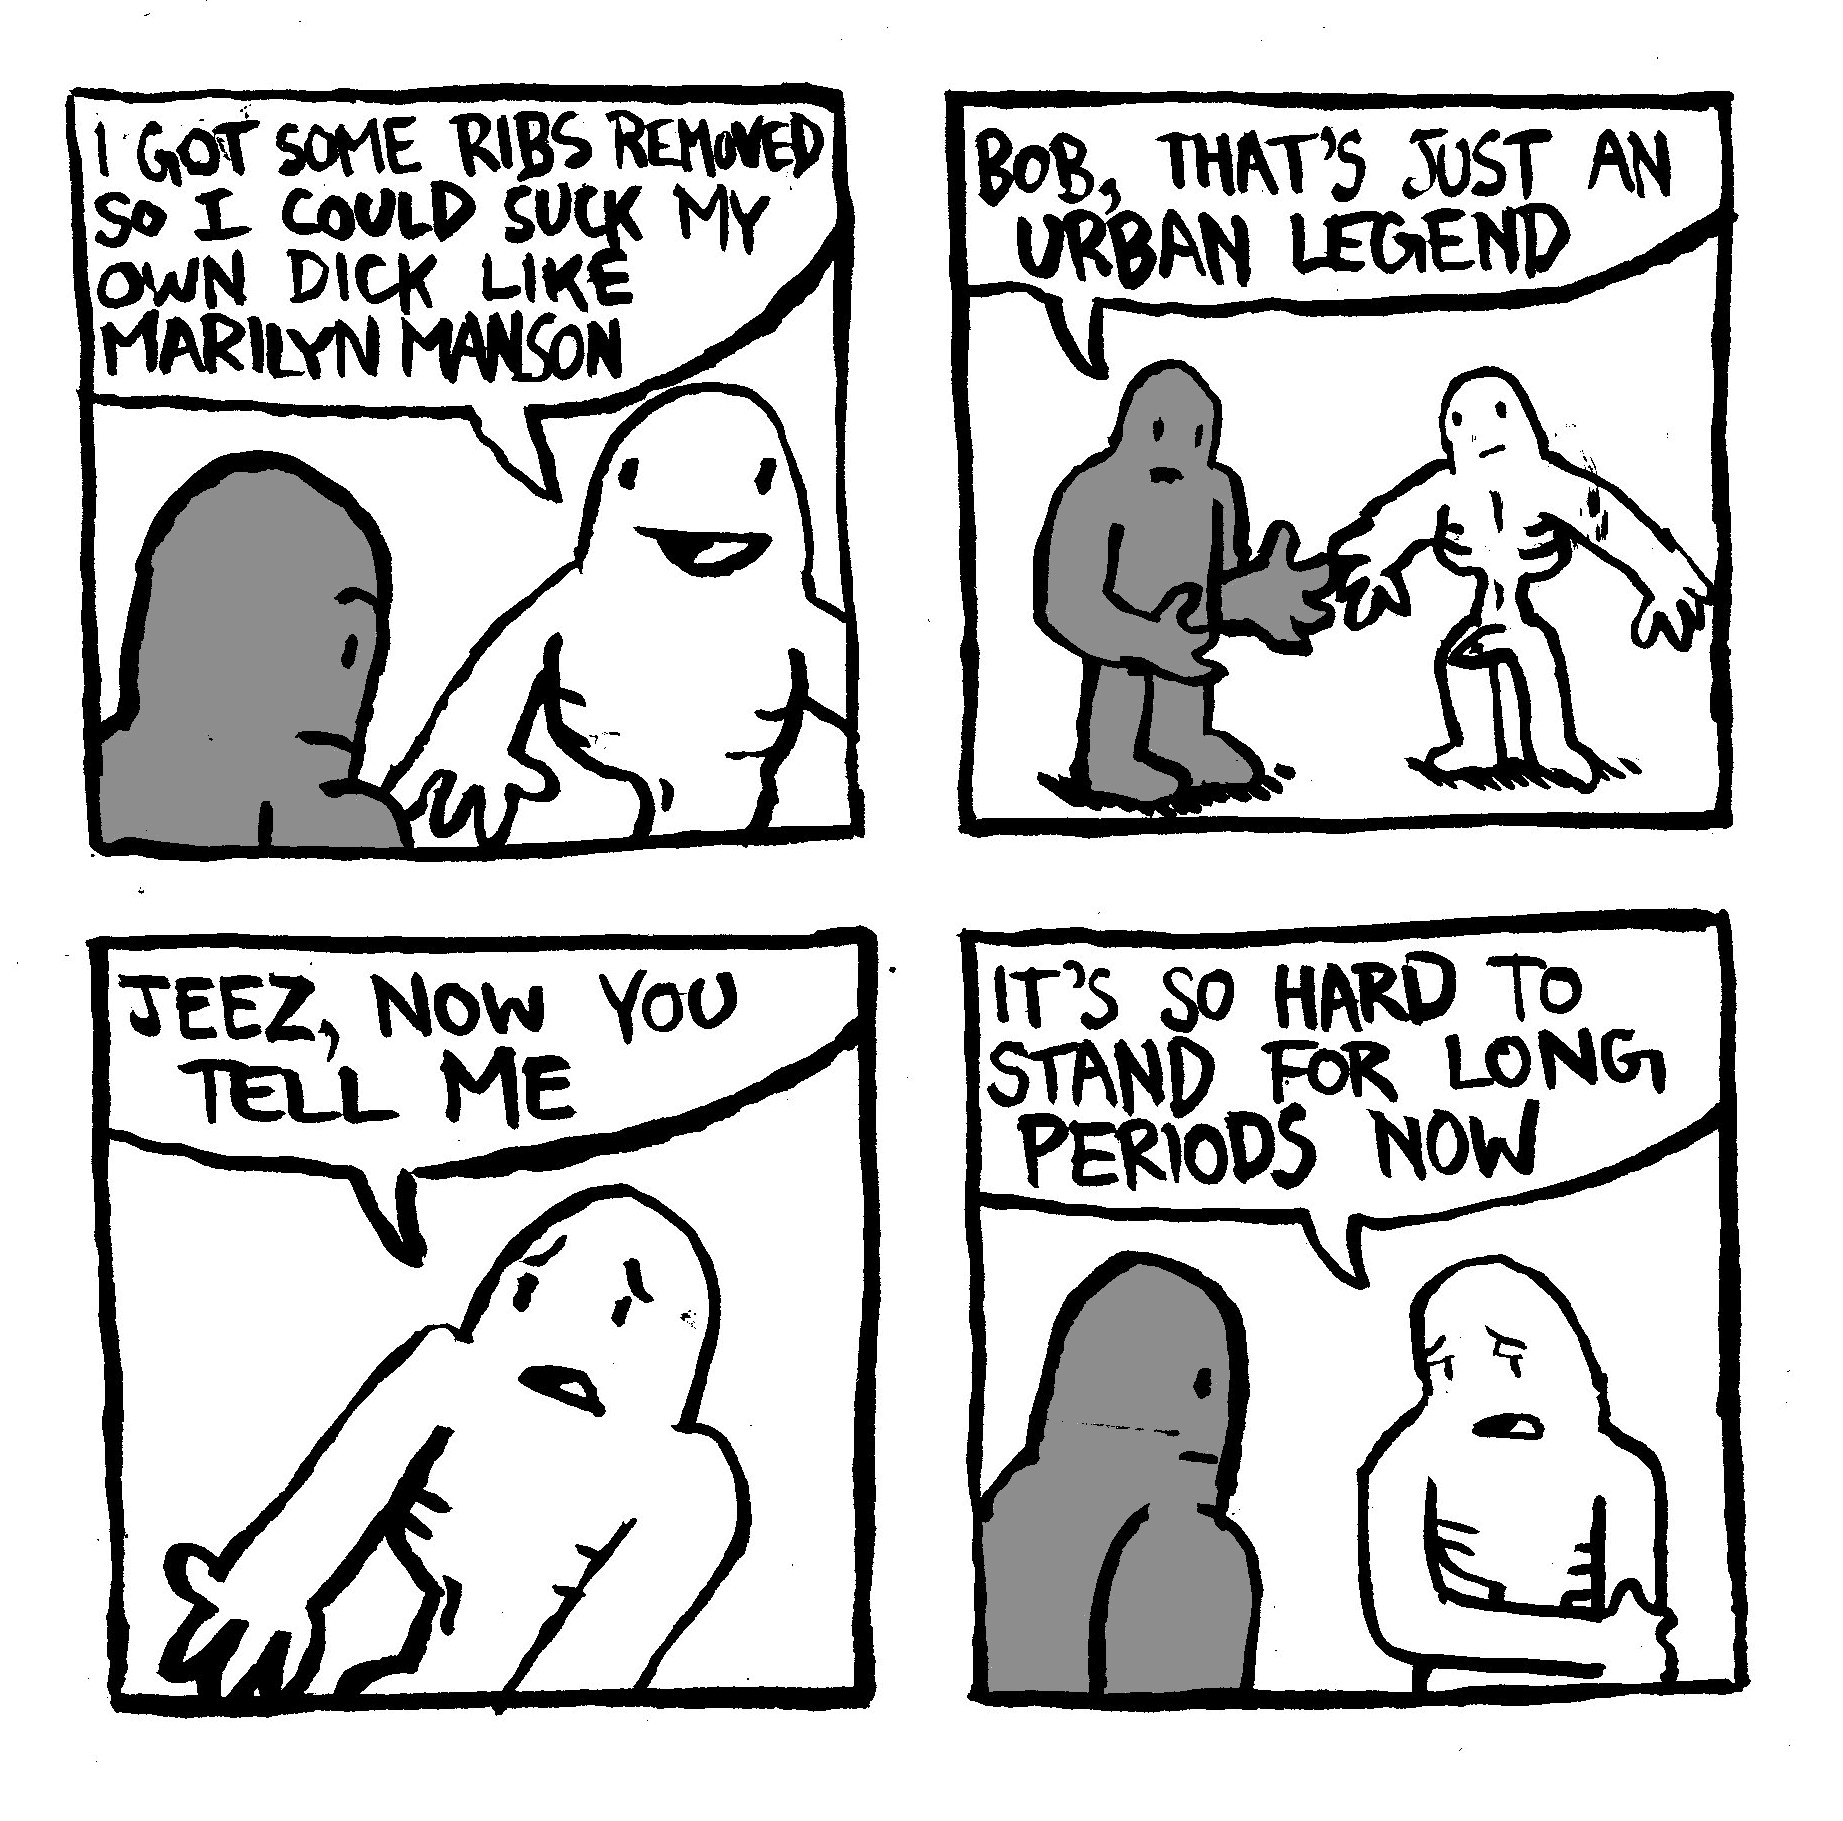 I GOT SOME RIBS REMOVED
SO I COULD SUCK MY
OWN DICK LIKE
MARILYN MANSON
BOB, THAT'S JUST AN
URBAN LEGEND
JEEZ, NOW YOU
TELL ME
IT'S SO HARD TO
STAND FOR LONG
PERIODS NOW